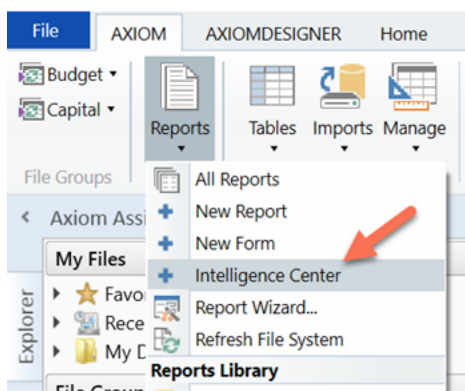 File AXIOM AXIOMDESIGNER Home
Budget
Capital
Reports Tables Imports Manage
File Groups
Axiom Assi
All Reports
New Report
My Files
New Form
Intelligence Center
Favo
Report Wizard...
Rece
Refresh File System
My D
Explorer
Reports Library
File Group